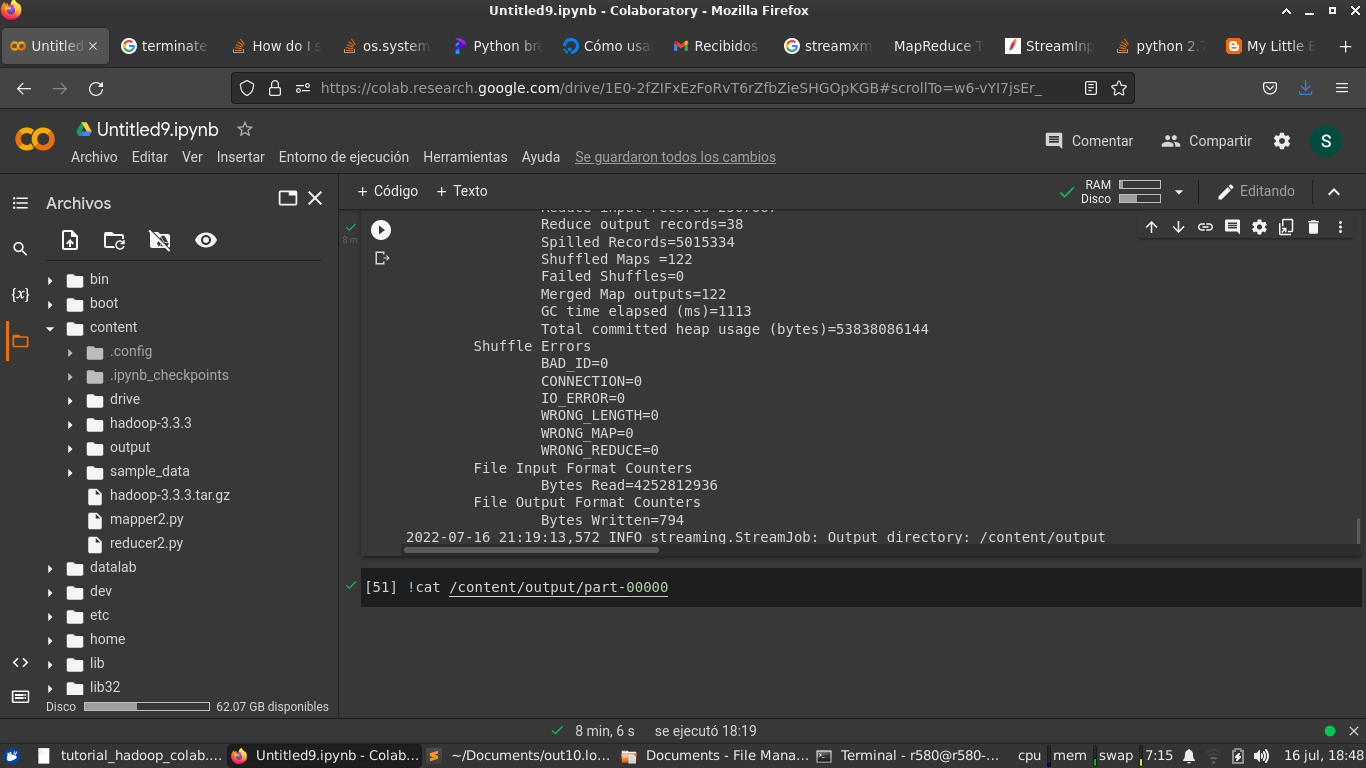 Untitled9.ipynb - Colaboratory - Mozilla Firefox
Untitled
terminate
How do I s
os.system
Python br
Cómo usa
Recibidos
streamxm
MapReduce T
StreamInp
python 2.7
My Little B
https://colab.research.google.com/drive/1E0-2fZIFxEzFoRvT6rZfbZieSHGOpKGB#scrollTo=w6-vYI7jsEr_
Untitled9.ipynb
Archivo Editar Ver Insertar Entorno de ejecución Herramientas Ayuda Se guardaron todos los cambios
Comentar
Compartir
S
Archivos
+ Código + Texto
RAM
Disco
Editando
bin
boot
content
.config
.ipynb_checkpoints
drive
hadoop-3.3.3
output
sample_data
hadoop-3.3.3.tar.gz
mapper2.py
reducer2.py
datalab
dev
etc
home
lib
lib32
Disco 62.07 GB disponibles
{x}
8 m
Reduce output records=38
Spilled Records=5015334
Shuffled Maps =122
Failed Shuffles=0
Merged Map outputs=122
GC time elapsed (ms)=1113
Total committed heap usage (bytes)=53838086144
Shuffle Errors
BAD_ID=0
CONNECTION=0
IO_ERROR=0
WRONG_LENGTH=0
WRONG_MAP=0
WRONG_REDUCE=0
File Input Format Counters
Bytes Read=4252812936
File Output Format Counters
Bytes Written=794
2022-07-16 21:19:13,572 INFO streaming.StreamJob: Output directory: /content/output
[51] !cat /content/output/part-00000
8 min, 6 s se ejecutó 18:19
tutorial_hadoop_colab....
Untitled9.ipynb - Colab...
~/Documents/out10.lo...
Documents - File Mana...
Terminal - r580@r580-...
cpu mem swap 7:15 16 jul, 18:48